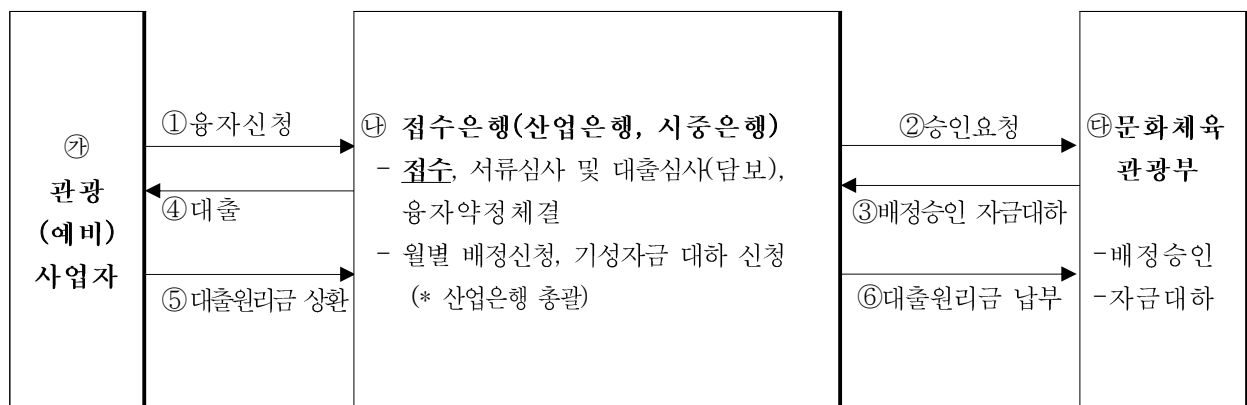 ㉮
관광
(예비)
사업자
①융자신청
④대출
⑤대출원리금 상환
㉯ 접수은행(산업은행, 시중은행)
- 접수, 서류심사 및 대출심사(담보),
융자약정체결
- 월별 배정신청, 기성자금 대하 신청
(* 산업은행 총괄)
②승인요청
③배정승인 자금대하
⑥대출원리금 납부
㉰문화체육
관광부
-배정승인
-자금대하